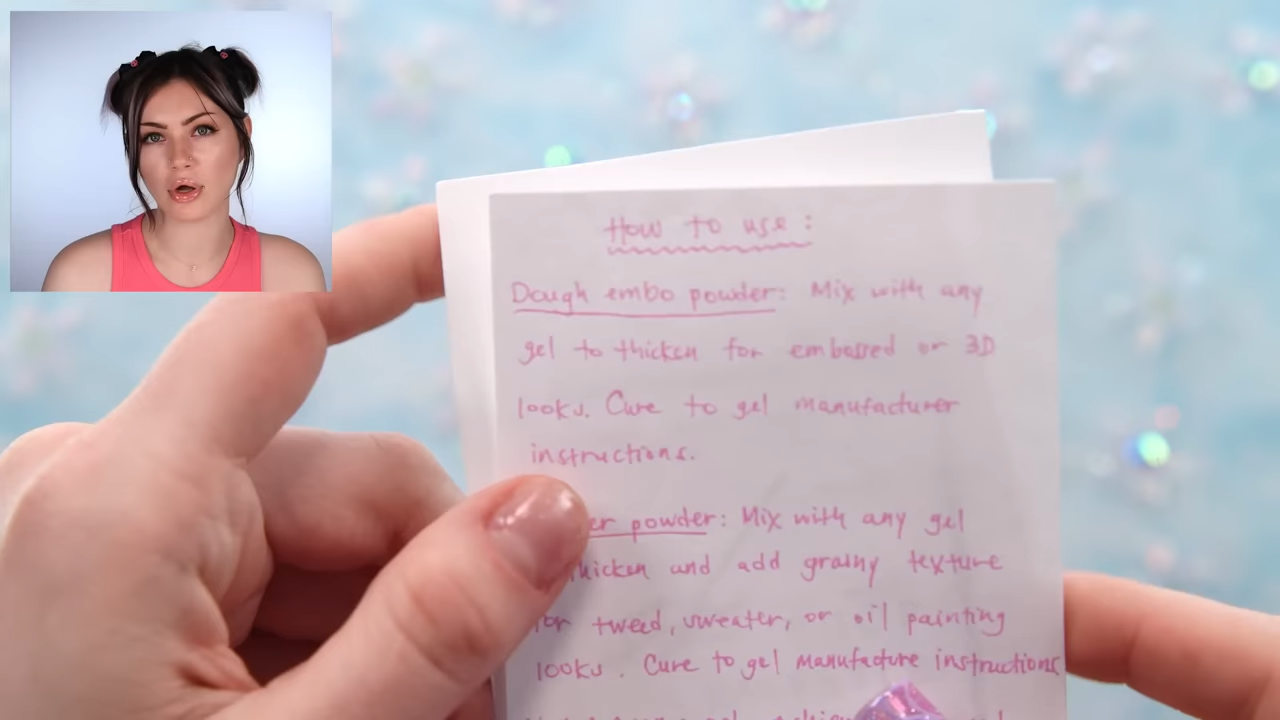 How to use:
Dough embo powder: Mix with any
gel to thicken for embossed or 3D
looks. Cure to gel manufacturer
instructions.
powder: Mix with any gel
thicken and add grainy texture
for tweed, sweater, or oil painting
looks. Cure to gel manufacture instructions